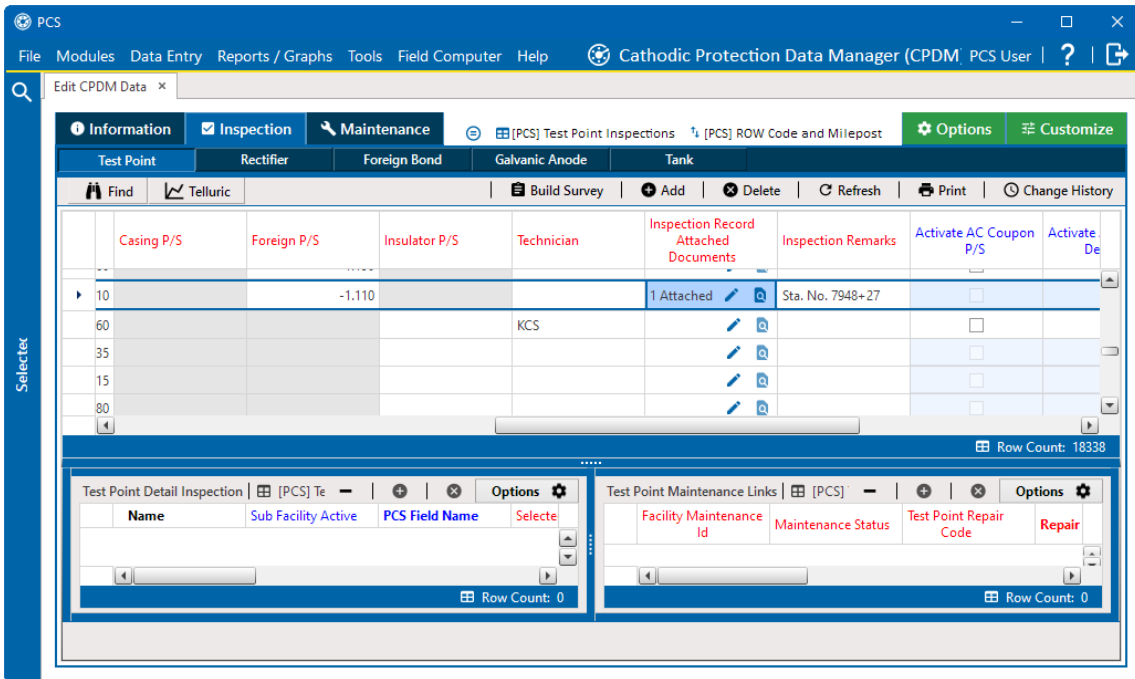 PCS
File Modules Data Entry Reports / Graphs Tools Field Computer Help Cathodic Protection Data Manager (CPDM) PCS User | ? |
Edit CPDM Data ×
Information Inspection Maintenance [PCS] Test Point Inspections [PCS] ROW Code and Milepost Options Customize
Test Point Rectifier Foreign Bond Galvanic Anode Tank
Find Telluric | Build Survey | Add | Delete | Refresh | Print | Change History
Casing P/S Foreign P/S Insulator P/S Technician Inspection Record Attached Documents Inspection Remarks Activate AC Coupon P/S Activate De
10 -1.110 1 Attached Sta. No. 7948+27
60 KCS
35
15
80
Selected
Row Count: 18338
Test Point Detail Inspection | [PCS] Te | Options
Name Sub Facility Active PCS Field Name Selecte
Row Count: 0
Test Point Maintenance Links | [PCS] | Options
Facility Maintenance Id Maintenance Status Test Point Repair Code Repair
Row Count: 0